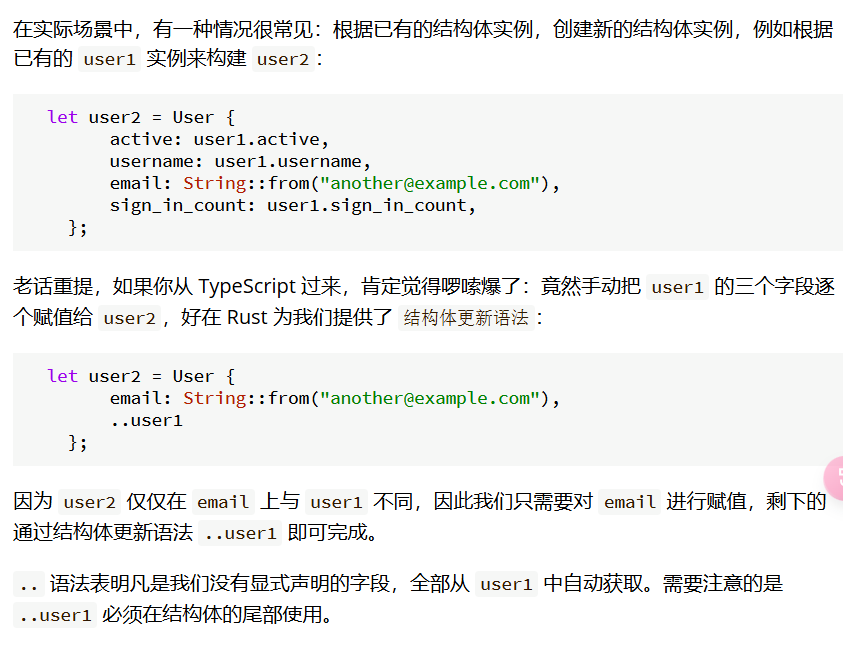 在实际场景中，有一种情况很常见：根据已有的结构体实例，创建新的结构体实例，例如根据
已有的 user1 实例来构建 user2：
let user2 = User {
active: user1.active,
username: user1.username,
email: String::from("another@example.com"),
sign_in_count: user1.sign_in_count,
};
老话重提，如果你从 TypeScript 过来，肯定觉得啰嗦爆了：竟然手动把 user1 的三个字段逐
个赋值给 user2，好在 Rust 为我们提供了 结构体更新语法：
let user2 = User {
email: String::from("another@example.com"),
..user1
};
因为 user2 仅仅在 email 上与 user1 不同，因此我们只需要对 email 进行赋值，剩下的
通过结构体更新语法 ..user1 即可完成。
.. 语法表明凡是我们没有显式声明的字段，全部从 user1 中自动获取。需要注意的是
..user1 必须在结构体的尾部使用。